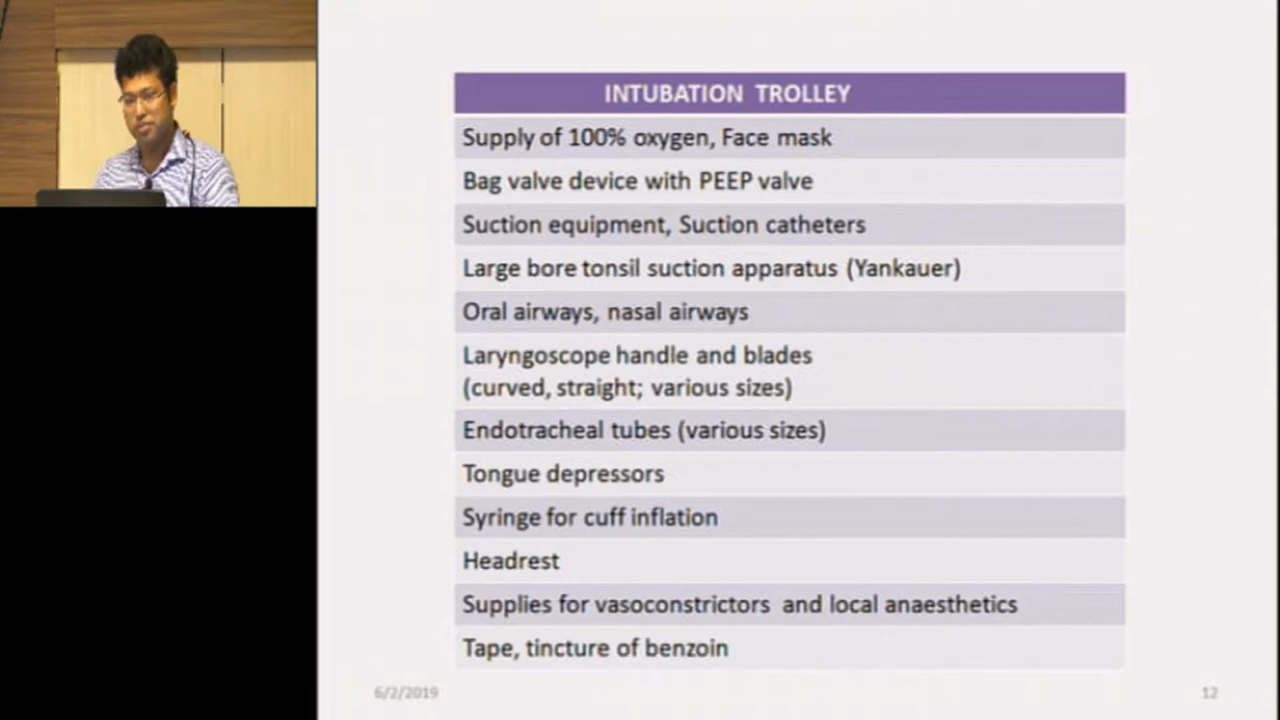 INTUBATION TROLLEY
Supply of 100% oxygen, Face mask
Bag valve device with PEEP valve
Suction equipment, Suction catheters
Large bore tonsil suction apparatus (Yankauer)
Oral airways, nasal airways
Laryngoscope handle and blades
(curved, straight; various sizes)
Endotracheal tubes (various sizes)
Tongue depressors
Syringe for cuff inflation
Headrest
Supplies for vasoconstrictors and local anaesthetics
Tape, tincture of benzoin
6/2/2019
12